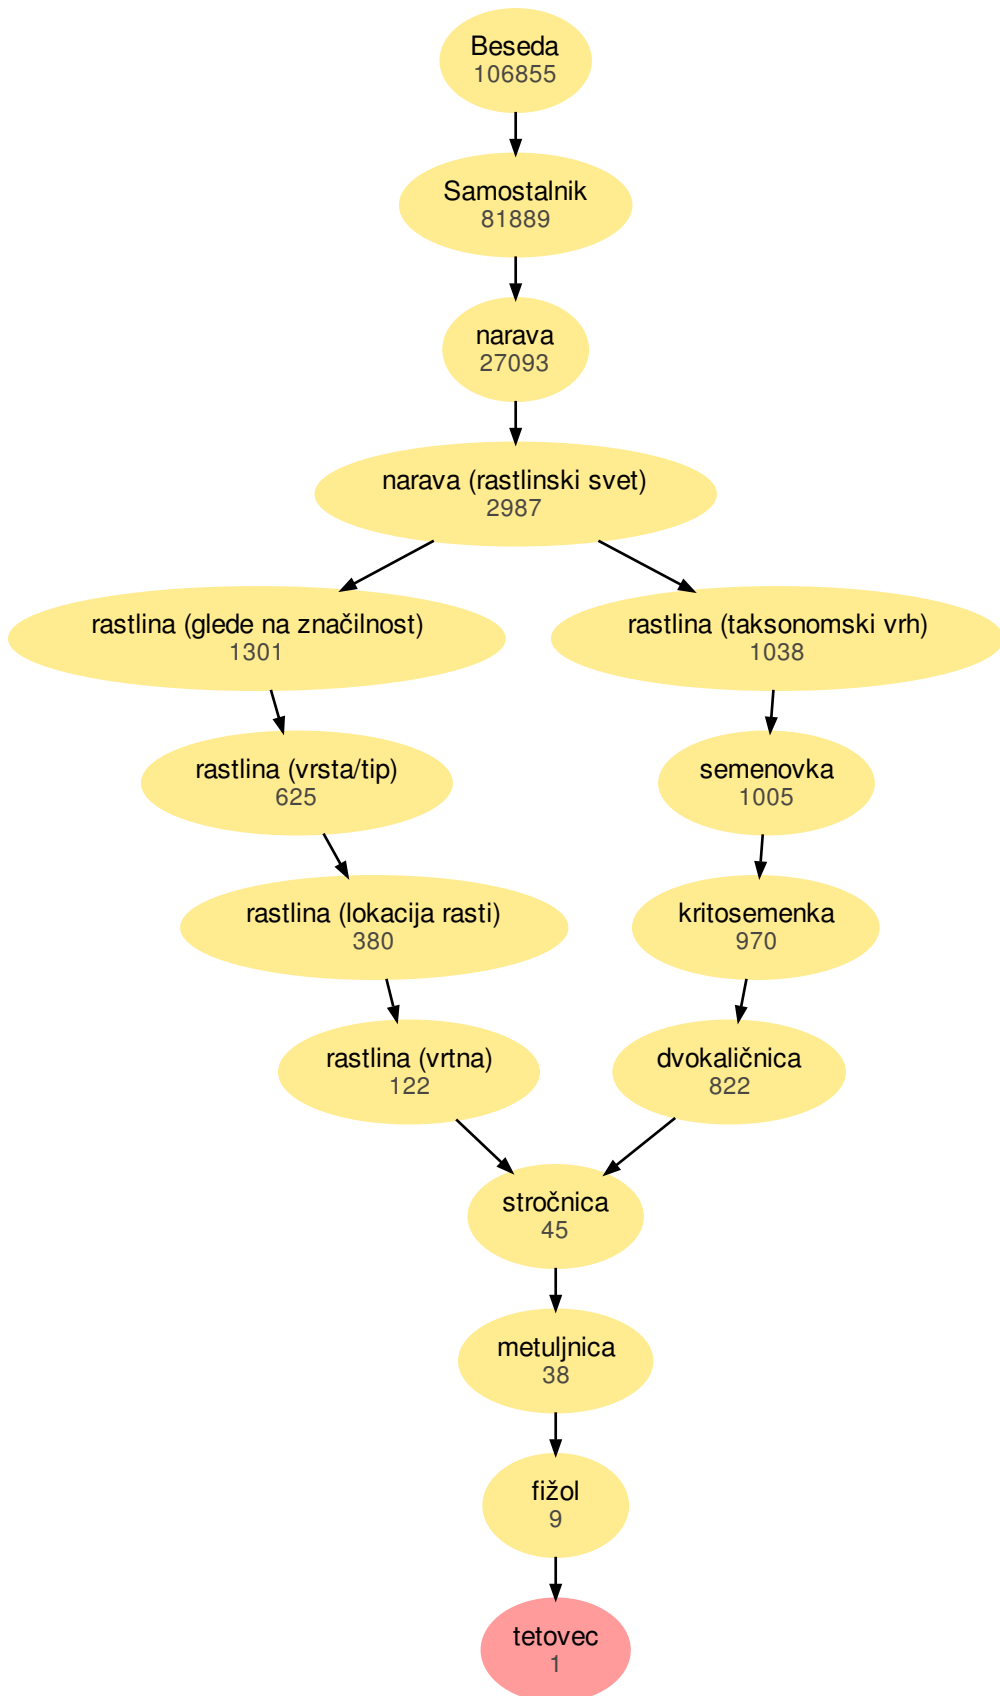 Beseda
106855
Samostalnik
81889
narava
27093
narava (rastlinski svet)
2987
rastlina (glede na značilnost)
1301
rastlina (taksonomski vrh)
1038
rastlina (vrsta/tip)
625
semenovka
1005
rastlina (lokacija rasti)
380
kritosemenka
970
rastlina (vrtna)
122
dvokaličnica
822
stročnica
45
metuljnica
38
fižol
9
tetovec
1